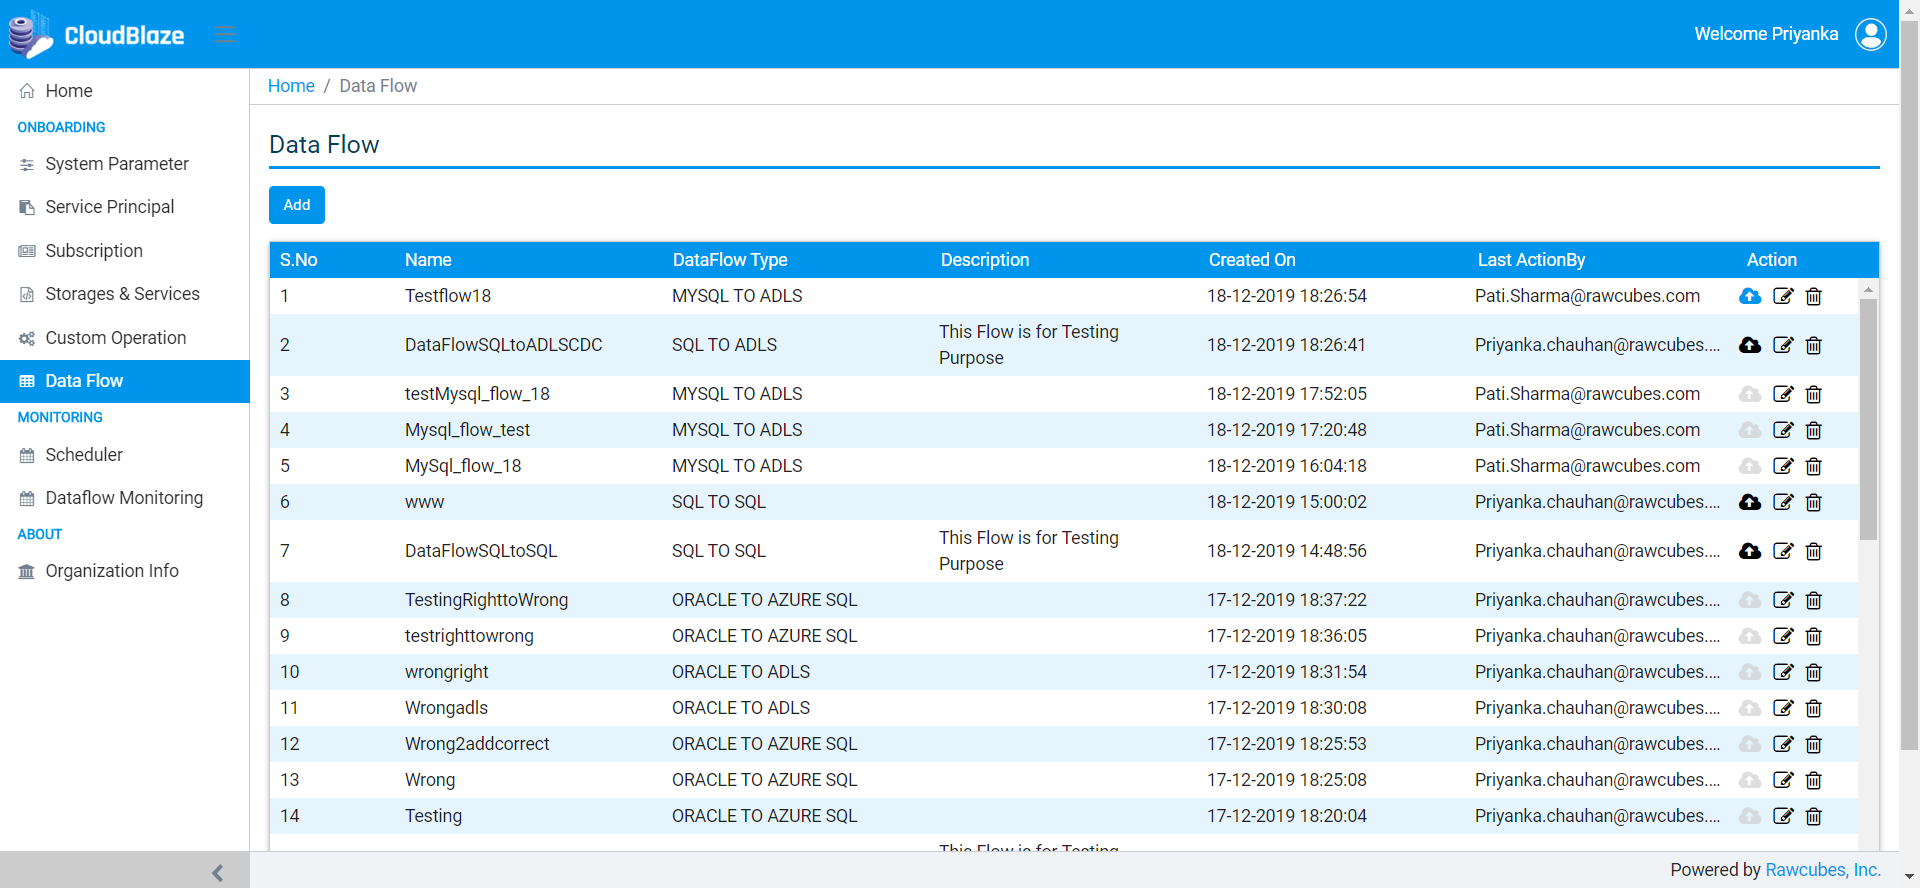 CloudBlaze
Welcome Priyanka
Home
ONBOARDING
System Parameter
Service Principal
Subscription
Storages & Services
Custom Operation
Data Flow
MONITORING
Scheduler
Dataflow Monitoring
ABOUT
Organization Info
Home / Data Flow
Data Flow
Add
S.No Name DataFlow Type Description Created On Last ActionBy Action
1 Testflow18 MYSQL TO ADLS 18-12-2019 18:26:54 Pati.Sharma@rawcubes.com
2 DataFlowSQLtoADLSCDC SQL TO ADLS This Flow is for Testing Purpose 18-12-2019 18:26:41 Priyanka.chauhan@rawcubes....
3 testMysql_flow_18 MYSQL TO ADLS 18-12-2019 17:52:05 Pati.Sharma@rawcubes.com
4 Mysql_flow_test MYSQL TO ADLS 18-12-2019 17:20:48 Pati.Sharma@rawcubes.com
5 MySql_flow_18 MYSQL TO ADLS 18-12-2019 16:04:18 Pati.Sharma@rawcubes.com
6 www SQL TO SQL 18-12-2019 15:00:02 Priyanka.chauhan@rawcubes....
7 DataFlowSQLtoSQL SQL TO SQL This Flow is for Testing Purpose 18-12-2019 14:48:56 Priyanka.chauhan@rawcubes....
8 TestingRighttoWrong ORACLE TO AZURE SQL 17-12-2019 18:37:22 Priyanka.chauhan@rawcubes....
9 testrighttowrong ORACLE TO AZURE SQL 17-12-2019 18:36:05 Priyanka.chauhan@rawcubes....
10 wrongright ORACLE TO ADLS 17-12-2019 18:31:54 Priyanka.chauhan@rawcubes....
11 Wrongadls ORACLE TO ADLS 17-12-2019 18:30:08 Priyanka.chauhan@rawcubes....
12 Wrong2addcorrect ORACLE TO AZURE SQL 17-12-2019 18:25:53 Priyanka.chauhan@rawcubes....
13 Wrong ORACLE TO AZURE SQL 17-12-2019 18:25:08 Priyanka.chauhan@rawcubes....
14 Testing ORACLE TO AZURE SQL 17-12-2019 18:20:04 Priyanka.chauhan@rawcubes....
This Flow is for Testing
Powered by Rawcubes, Inc.